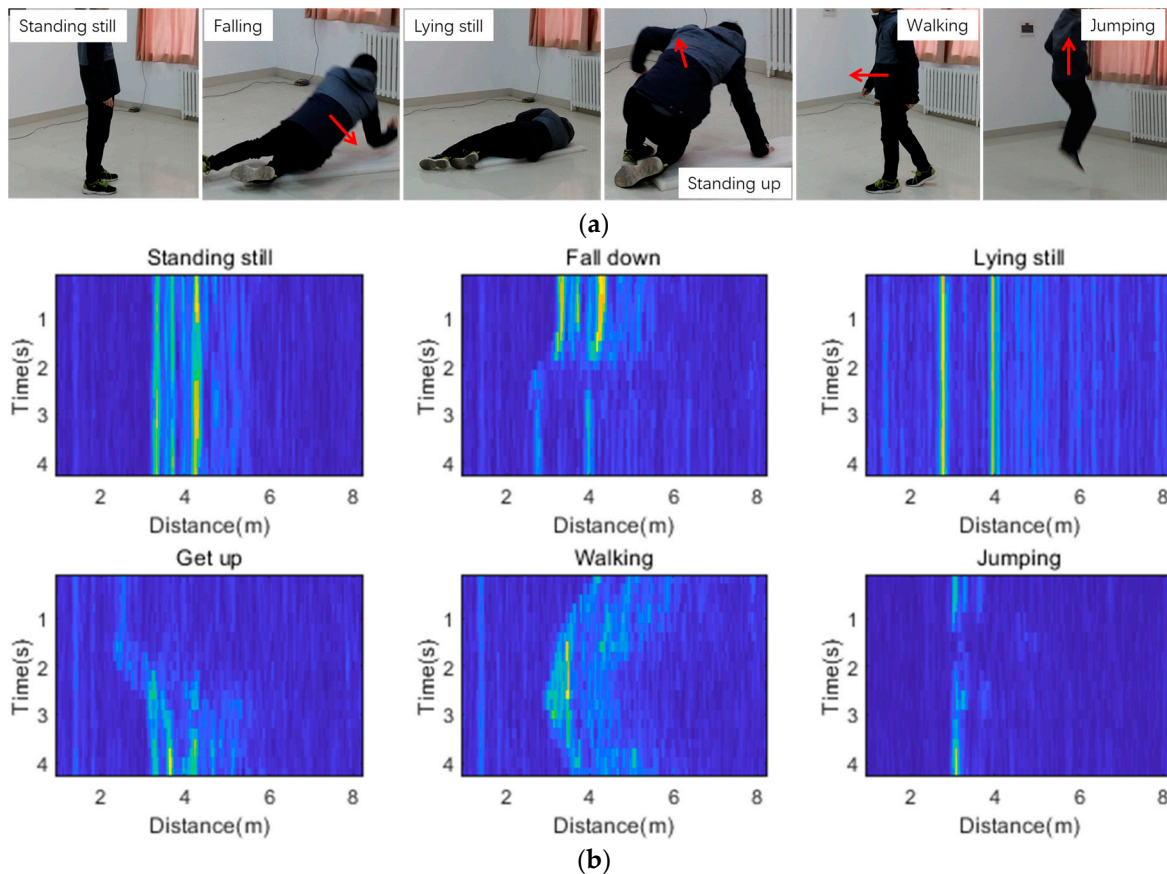 Standing still
Falling
Lying still
Standing up
Walking
Jumping
(a)
Standing still
Fall down
Lying still
Time(s)
1
2
3
4
2
4
6
8
Distance(m)
Time(s)
1
2
3
4
2
4
6
8
Distance(m)
Time(s)
1
2
3
4
2
4
6
8
Distance(m)
Get up
Walking
Jumping
Time(s)
1
2
3
4
2
4
6
8
Distance(m)
Time(s)
1
2
3
4
2
4
6
8
Distance(m)
Time(s)
1
2
3
4
2
4
6
8
Distance(m)
(b)